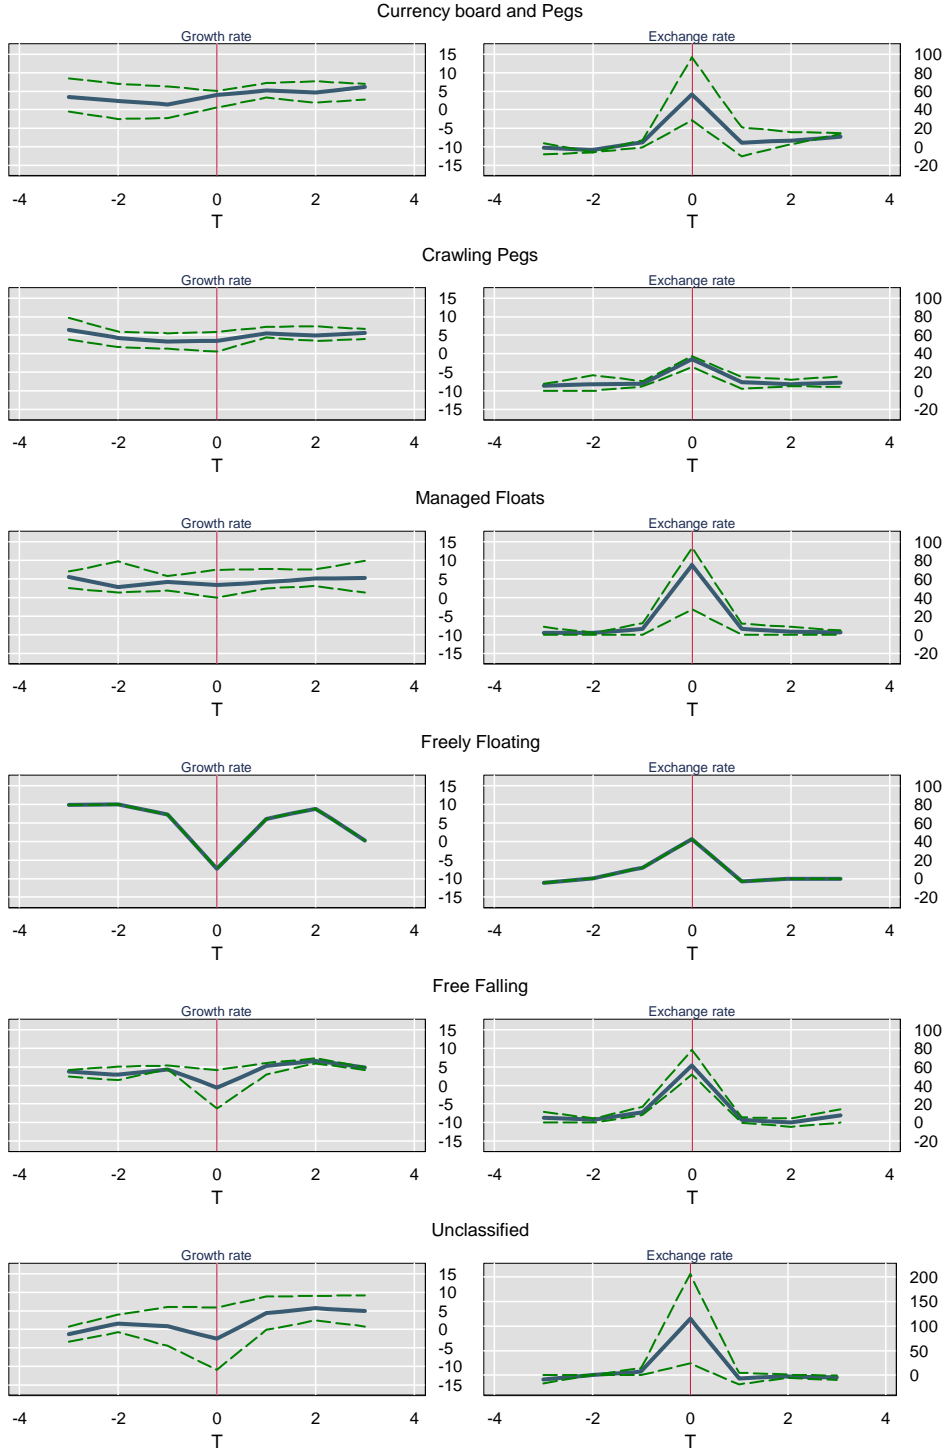 Currency board and Pegs
Growth rate Exchange rate
15 100
10 80
5 60
0 40
-5 20
-10 0
-15 -20
-4 -2 0 2 4 -4 -2 0 2 4
T T
Crawling Pegs
Growth rate Exchange rate
15 100
10 80
5 60
0 40
-5 20
-10 0
-15 -20
-4 -2 0 2 4 -4 -2 0 2 4
T T
Managed Floats
Growth rate Exchange rate
15 100
10 80
5 60
0 40
-5 20
-10 0
-15 -20
-4 -2 0 2 4 -4 -2 0 2 4
T T
Freely Floating
Growth rate Exchange rate
15 100
10 80
5 60
0 40
-5 20
-10 0
-15 -20
-4 -2 0 2 4 -4 -2 0 2 4
T T
Free Falling
Growth rate Exchange rate
15 100
10 80
5 60
0 40
-5 20
-10 0
-15 -20
-4 -2 0 2 4 -4 -2 0 2 4
T T
Unclassified
Growth rate Exchange rate
15 200
10 150
5 100
0 50
-5 0
-10
-15
-4 -2 0 2 4 -4 -2 0 2 4
T T